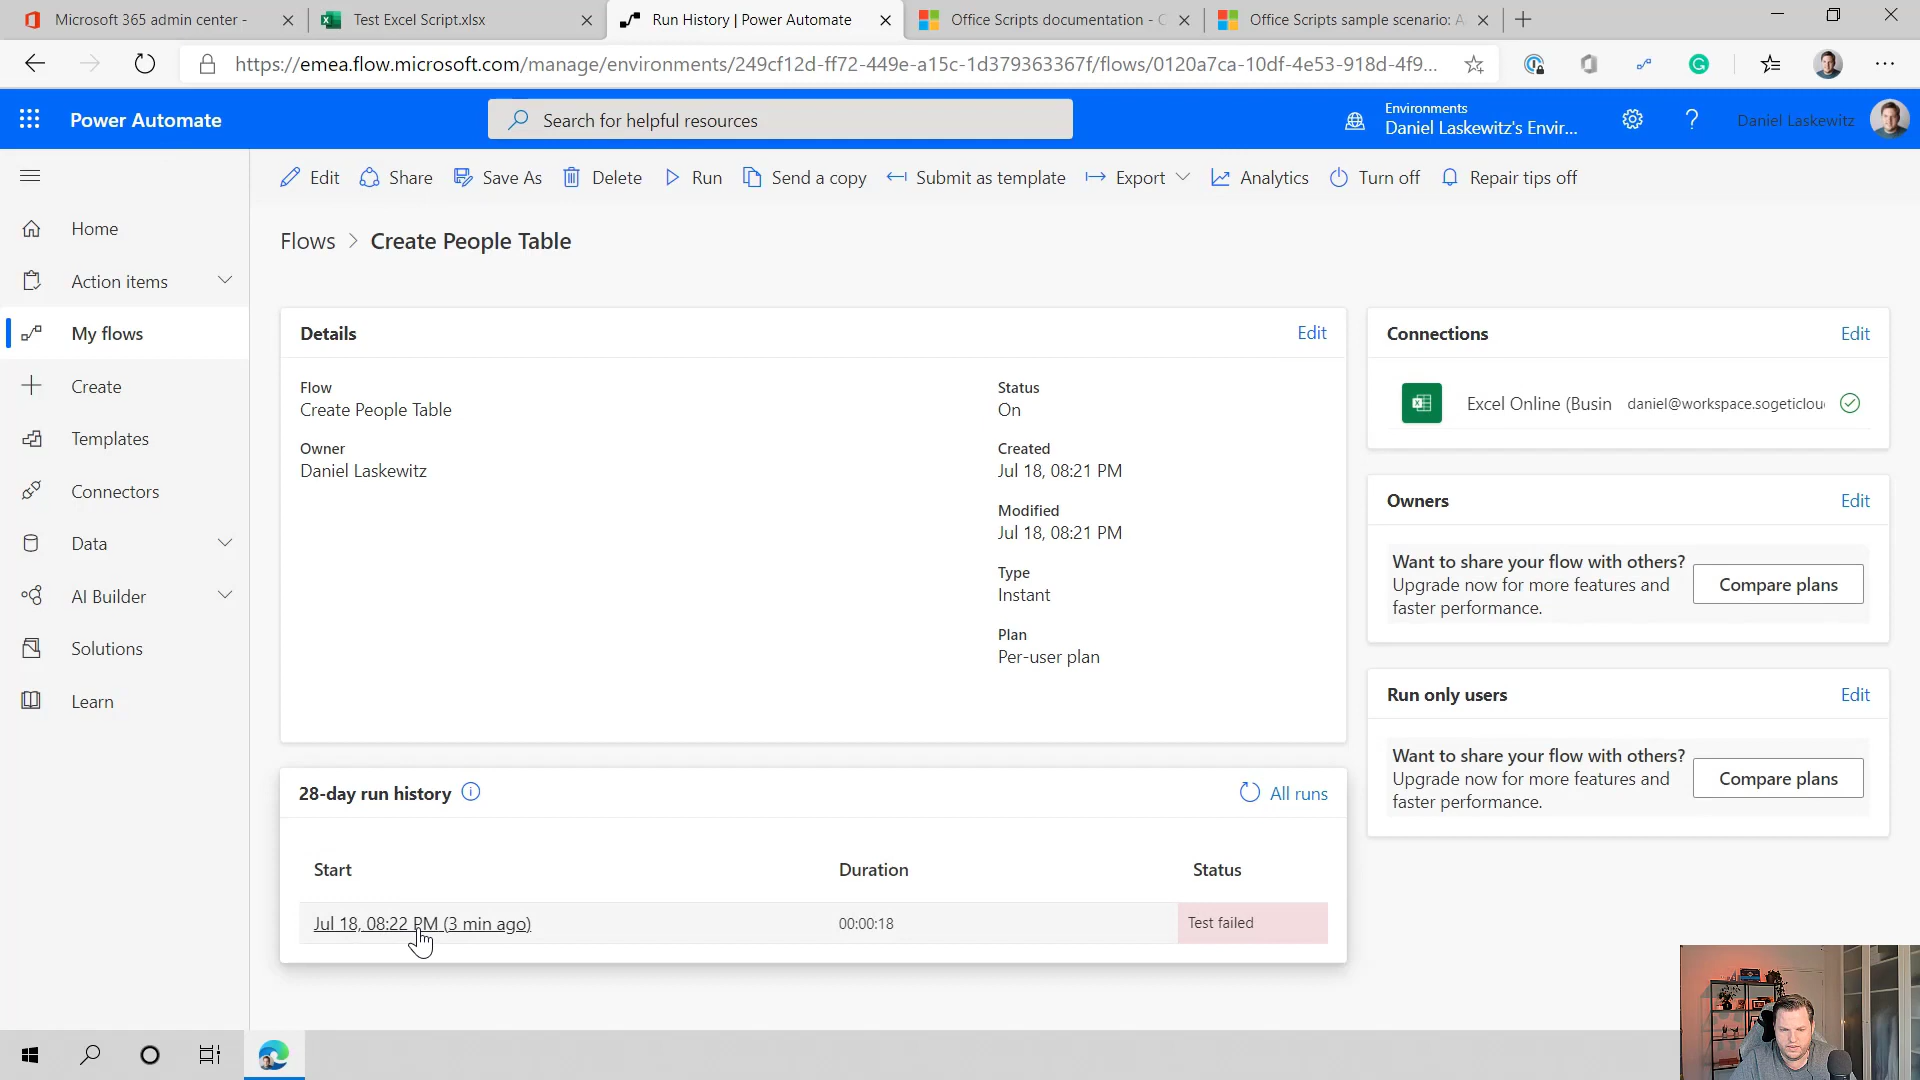 Microsoft 365 admin center -
Test Excel Script.xlsx
Run History | Power Automate
Office Scripts documentation - C
Office Scripts sample scenario: A
https://emea.flow.microsoft.com/manage/environments/249cf12d-ff72-449e-a15c-1d379363367f/flows/0120a7ca-10df-4e53-918d-4f9...
Power Automate
Search for helpful resources
Environments
Daniel Laskewitz's Envir...
Daniel Laskewitz
Edit
Share
Save As
Delete
Run
Send a copy
Submit as template
Export
Analytics
Turn off
Repair tips off
Home
Action items
My flows
Create
Templates
Connectors
Data
AI Builder
Solutions
Learn
Flows > Create People Table
Details
Edit
Flow
Create People Table
Owner
Daniel Laskewitz
Status
On
Created
Jul 18, 08:21 PM
Modified
Jul 18, 08:21 PM
Type
Instant
Plan
Per-user plan
Connections
Edit
Excel Online (Busin
daniel@workspace.sogeticlou
Owners
Edit
Want to share your flow with others?
Upgrade now for more features and
faster performance.
Compare plans
Run only users
Edit
Want to share your flow with others?
Upgrade now for more features and
faster performance.
Compare plans
28-day run history
All runs
Start
Duration
Status
Jul 18, 08:22 PM (3 min ago)
00:00:18
Test failed